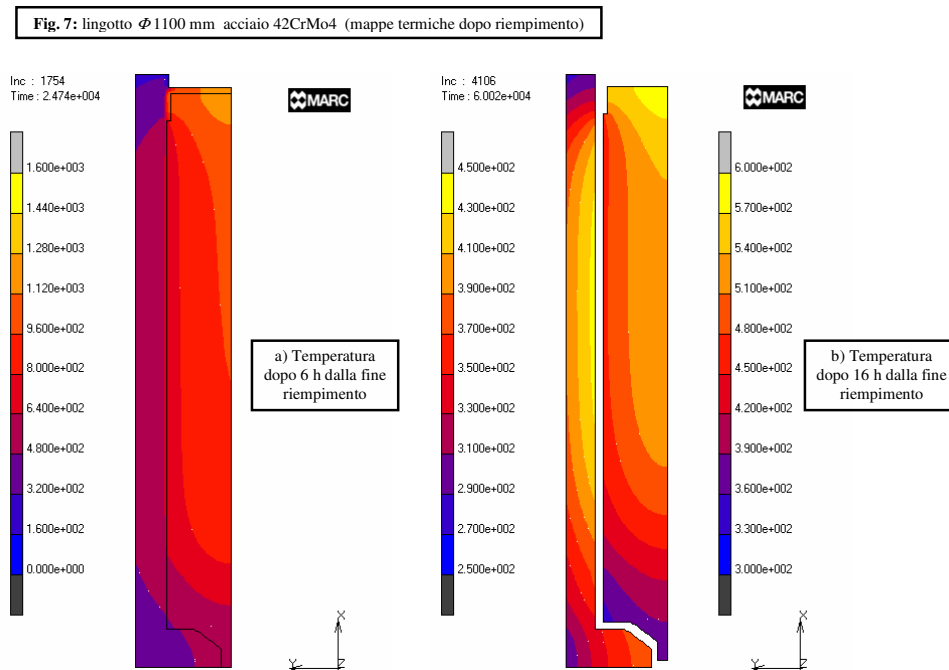 Fig. 7: lingotto Φ 1100 mm acciaio 42CrMo4 (mappe termiche dopo riempimento)
Inc : 1754
Time : 2.474e+004
MARC
1.600e+003
1.440e+003
1.280e+003
1.120e+003
9.600e+002
8.000e+002
6.400e+002
4.800e+002
3.200e+002
1.600e+002
0.000e+000
a) Temperatura
dopo 6 h dalla fine
riempimento
X
Y
Z
Inc : 4106
Time : 6.002e+004
MARC
4.500e+002
4.300e+002
4.100e+002
3.900e+002
3.700e+002
3.500e+002
3.300e+002
3.100e+002
2.900e+002
2.700e+002
2.500e+002
6.000e+002
5.700e+002
5.400e+002
5.100e+002
4.800e+002
4.500e+002
4.200e+002
3.900e+002
3.600e+002
3.300e+002
3.000e+002
b) Temperatura
dopo 16 h dalla fine
riempimento
X
Y
Z